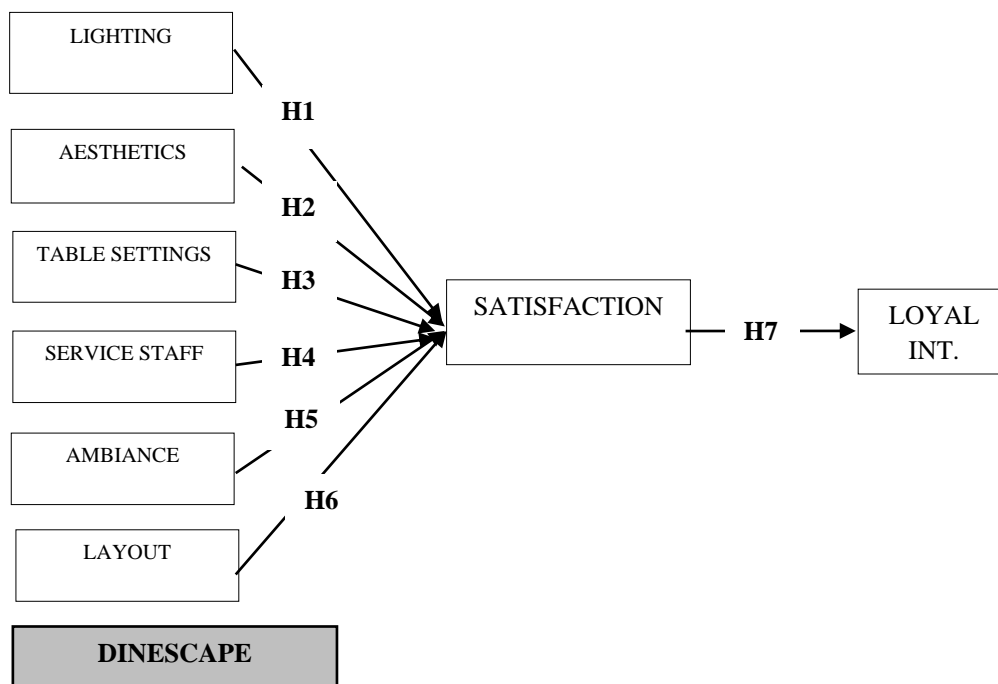 LIGHTING
H1
AESTHETICS
H2
TABLE SETTINGS
H3
SERVICE STAFF
H4
AMBIANCE
H5
LAYOUT
H6
DINESCAPE
SATISFACTION
H7
LOYAL
INT.